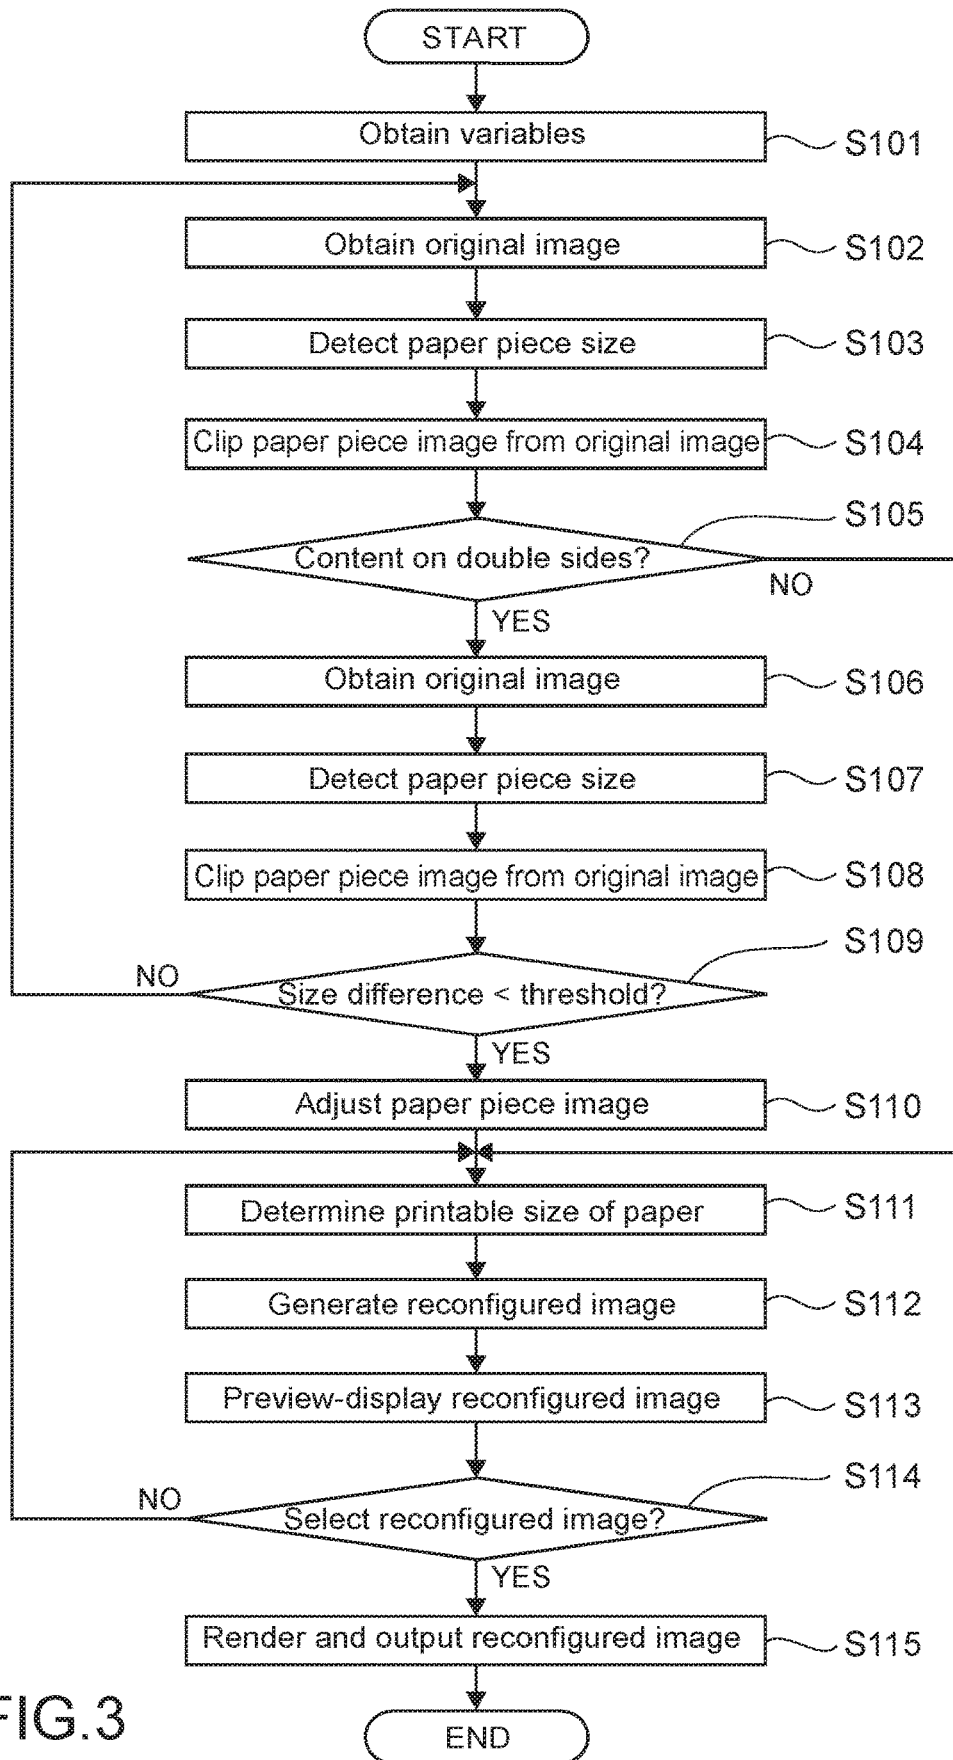 START
Obtain variables
S101
Obtain original image
S102
Detect paper piece size
S103
Clip paper piece image from original image
S104
S105
Content on double sides?
NO
YES
Obtain original image
S106
Detect paper piece size
S107
Clip paper piece image from original image
S108
S109
NO
Size difference < threshold?
YES
Adjust paper piece image
S110
Determine printable size of paper
S111
Generate reconfigured image
S112
Preview-display reconfigured image
S113
S114
NO
Select reconfigured image?
YES
Render and output reconfigured image
S115
FIG.3
END